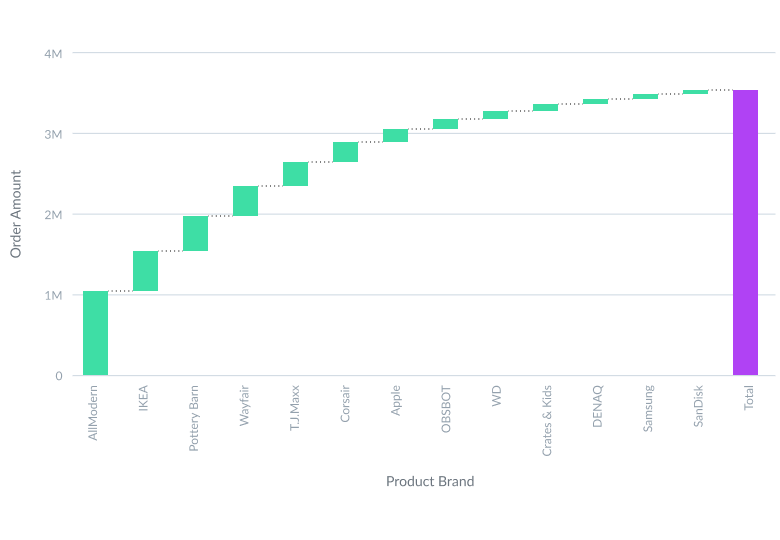 4M
3M
2M
1M
0
Order Amount
AllModern
IKEA
Pottery Barn
Wayfair
T.J.Maxx
Corsair
Apple
OBSBOT
WD
Crates & Kids
DENAQ
Samsung
SanDisk
Total
Product Brand